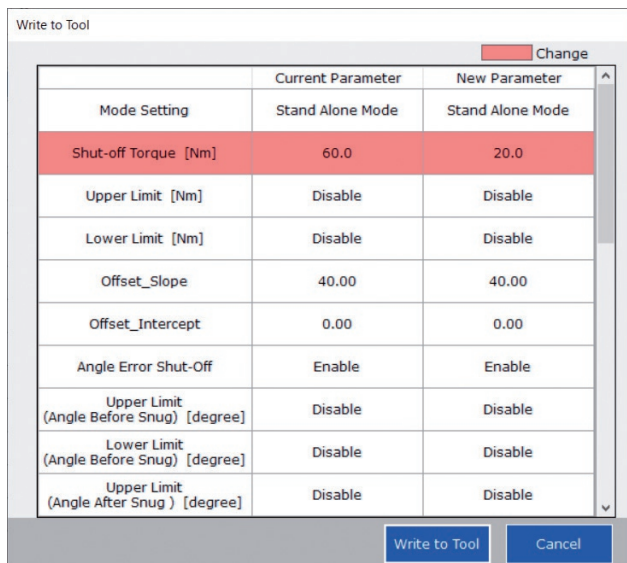 Write to Tool
Change
Current Parameter New Parameter
Mode Setting Stand Alone Mode Stand Alone Mode
Shut-off Torque [Nm] 60.0 20.0
Upper Limit [Nm] Disable Disable
Lower Limit [Nm] Disable Disable
Offset_Slope 40.00 40.00
Offset_Intercept 0.00 0.00
Angle Error Shut-Off Enable Enable
Upper Limit
(Angle Before Snug) [degree] Disable Disable
Lower Limit
(Angle Before Snug) [degree] Disable Disable
Upper Limit
(Angle After Snug ) [degree] Disable Disable
Write to Tool Cancel